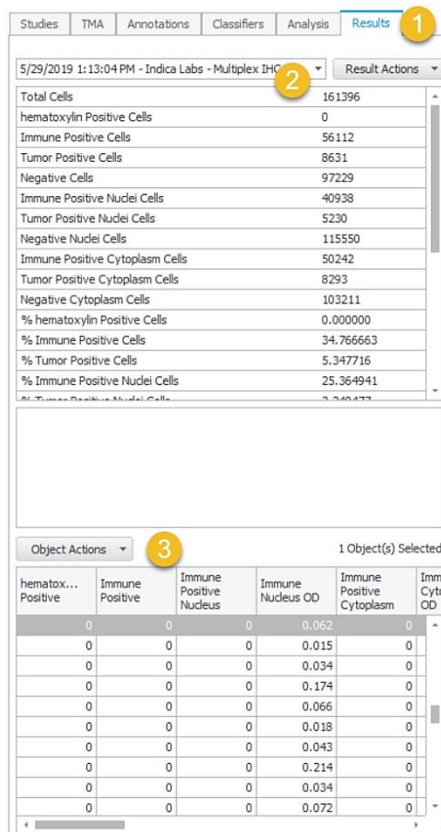 Studies TMA Annotations Classifiers Analysis Results 1
5/29/2019 1:13:04 PM - Indica Labs - Multiplex IHC 2 Result Actions
Total Cells 161396
hematoxylin Positive Cells 0
Immune Positive Cells 56112
Tumor Positive Cells 8631
Negative Cells 97229
Immune Positive Nuclei Cells 40938
Tumor Positive Nuclei Cells 5230
Negative Nuclei Cells 115550
Immune Positive Cytoplasm Cells 50242
Tumor Positive Cytoplasm Cells 8293
Negative Cytoplasm Cells 103211
% hematoxylin Positive Cells 0.000000
% Immune Positive Cells 34.766663
% Tumor Positive Cells 5.347716
% Immune Positive Nuclei Cells 25.364941
% Tumor Positive Nuclei Cells
Object Actions 3 1 Object(s) Selected
hematox... Positive Immune Positive Immune Positive Nucleus Immune Nucleus OD Immune Positive Cytoplasm OD
0 0 0 0.062 0
0 0 0 0.015 0
0 0 0 0.034 0
0 0 0 0.174 0
0 0 0 0.066 0
0 0 0 0.018 0
0 0 0 0.043 0
0 0 0 0.214 0
0 0 0 0.034 0
0 0 0 0.072 0